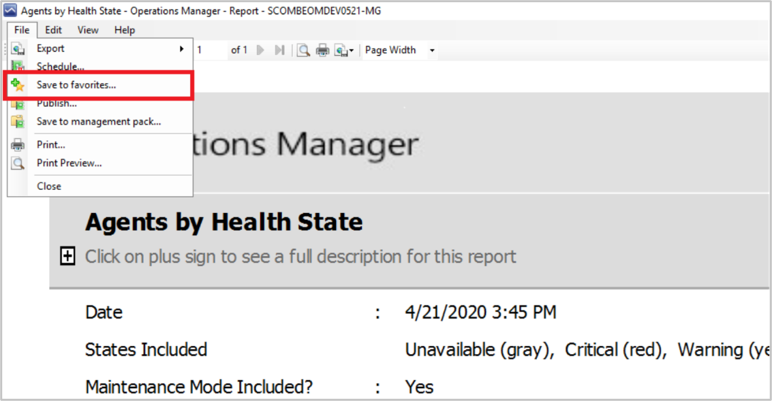 Agents by Health State - Operations Manager - Report - SCOMBEOMDEV0521-MG
File Edit View Help
Export
1 of 1 Page Width
Schedule...
Save to favorites...
Publish...
Save to management pack...
Print...
Print Preview...
Close
tions Manager
Agents by Health State
Click on plus sign to see a full description for this report
Date : 4/21/2020 3:45 PM
States Included Unavailable (gray), Critical (red), Warning (ye
Maintenance Mode Included? : Yes